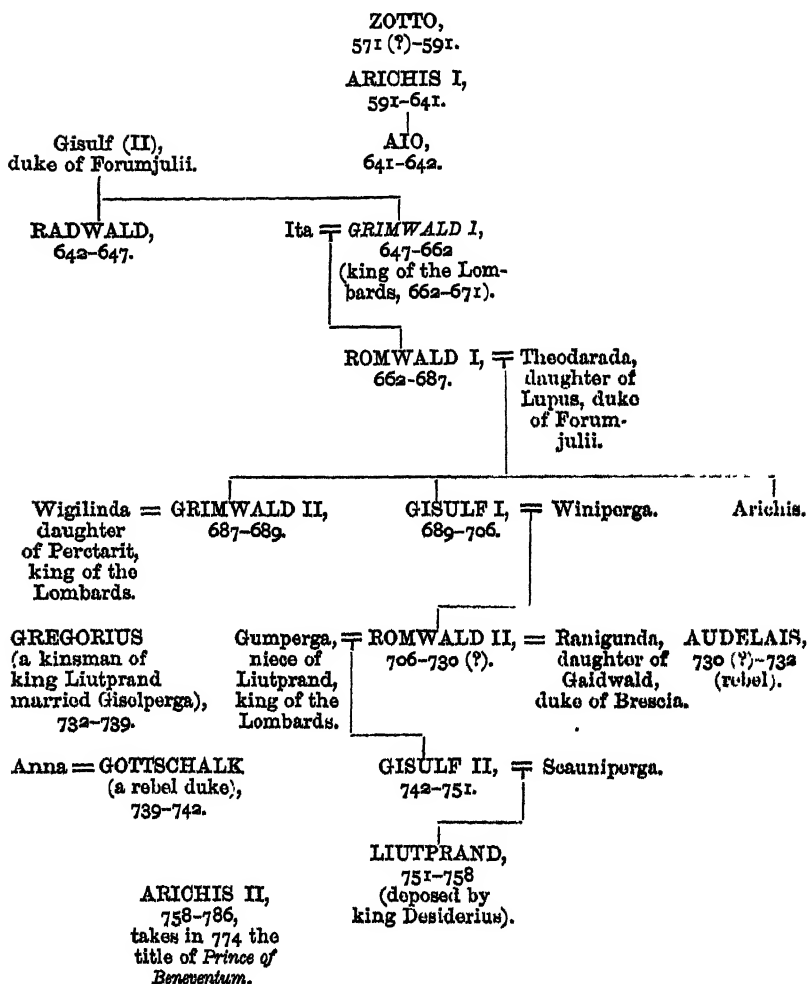 ZOTTO,
571 (?)–591.
ARICHIS I,
591–641.
AIO,
641–642.
Gisulf (II),
duke of Forumjulii.
RADWALD,
642–647.
Ita = GRIMWALD I,
647–662
(king of the Lom-
bards, 662–671).
ROMWALD I, = Theodarada,
662–687.
daughter of
Lupus, duke
of Forum-
julii.
Wigilinda = GRIMWALD II,
daughter
of Perctarit,
king of the
Lombards.
687–689.
GISULF I, = Winiperga.
689–706.
Arichis.
GREGORIUS
(a kinsman of
king Liutprand
married Giselperga),
732–739.
Gumperga, = ROMWALD II, = Ranigunda,
niece of
Liutprand,
king of the
Lombards.
706–730 (?).
daughter of
Gaidwald,
duke of Brescia.
AUDELAIS,
730 (?)–732
(rebel).
Anna = GOTTSCHALK
(a rebel duke),
739–742.
GISULF II, = Scauniperga.
742–751.
LIUTPRAND,
751–758
(deposed by
king Desiderius).
ARICHIS II,
758–786,
takes in 774 the
title of Prince of
Beneventum.